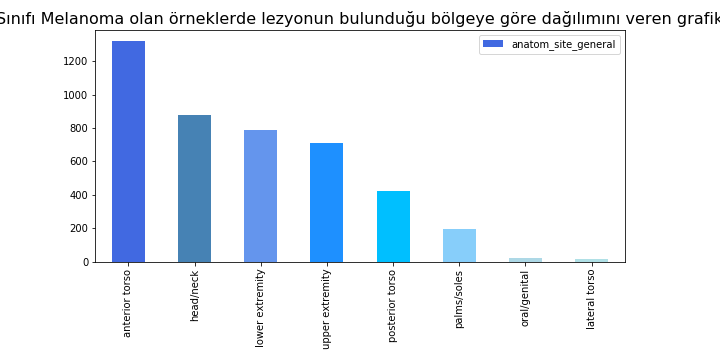 Sınıfı Melanoma olan örneklerde lezyonun bulunduğu bölgeye göre dağılımını veren grafik
anatom_site_general
1200
1000
800
600
400
200
0
anterior torso
head/neck
lower extremity
upper extremity
posterior torso
palms/soles
oral/genital
lateral torso